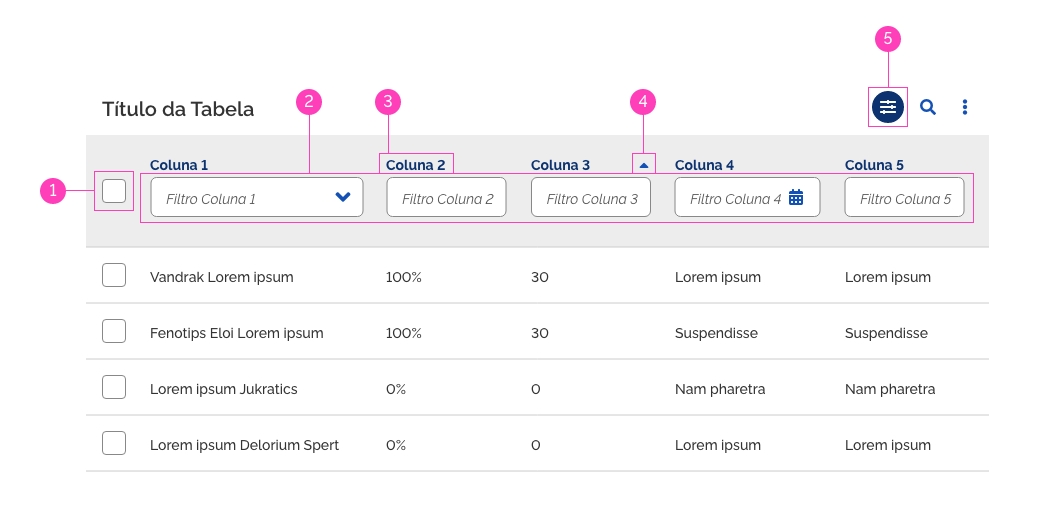 5
Título da Tabela
2
3
4
Coluna 1
Coluna 2
Coluna 3
Coluna 4
Coluna 5
1
Filtro Coluna 1
Filtro Coluna 2
Filtro Coluna 3
Filtro Coluna 4
Filtro Coluna 5
Vandrak Lorem ipsum 100% 30 Lorem ipsum Lorem ipsum
Fenotips Eloi Lorem ipsum 100% 30 Suspendisse Suspendisse
Lorem ipsum Jukratics 0% 0 Nam pharetra Nam pharetra
Lorem ipsum Delorium Spert 0% 0 Lorem ipsum Lorem ipsum